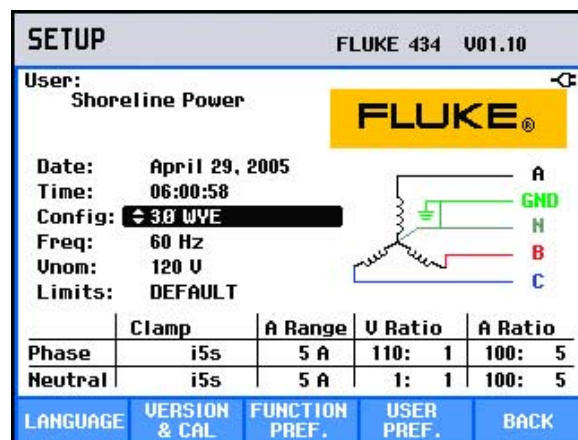 SETUP FLUKE 434 V01.10
User:
Shoreline Power
FLUKE®
Date: April 29, 2005
Time: 06:00:58
Config: 3Ø WYE
Freq: 60 Hz
Vnom: 120 V
Limits: DEFAULT
A
GND
N
B
C
Clamp A Range V Ratio A Ratio
Phase i5s 5 A 110: 1 100: 5
Neutral i5s 5 A 1: 1 100: 5
LANGUAGE VERSION & CAL FUNCTION PREF. USER PREF. BACK